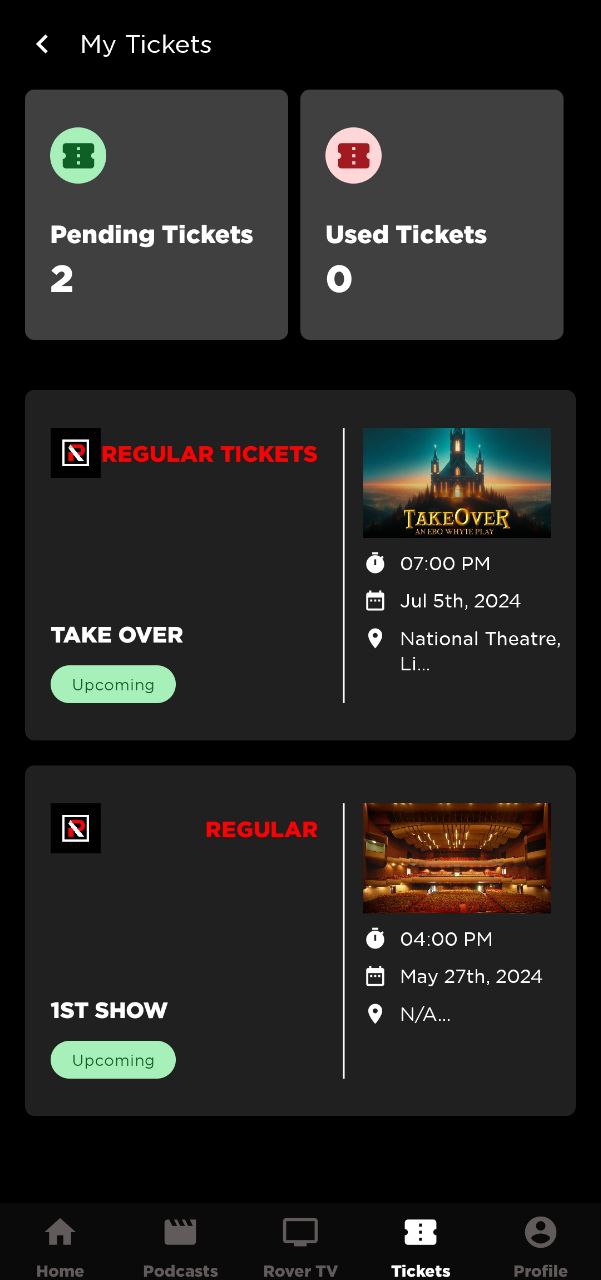 My Tickets
Pending Tickets
2
Used Tickets
0
R
REGULAR TICKETS
TAKE OVER
Upcoming
TAKEOVER
AN EBO WHYTE PLAY
07:00 PM
Jul 5th, 2024
National Theatre,
Li...
R
REGULAR
1ST SHOW
Upcoming
04:00 PM
May 27th, 2024
N/A...
Home
Podcasts
Rover TV
Tickets
Profile